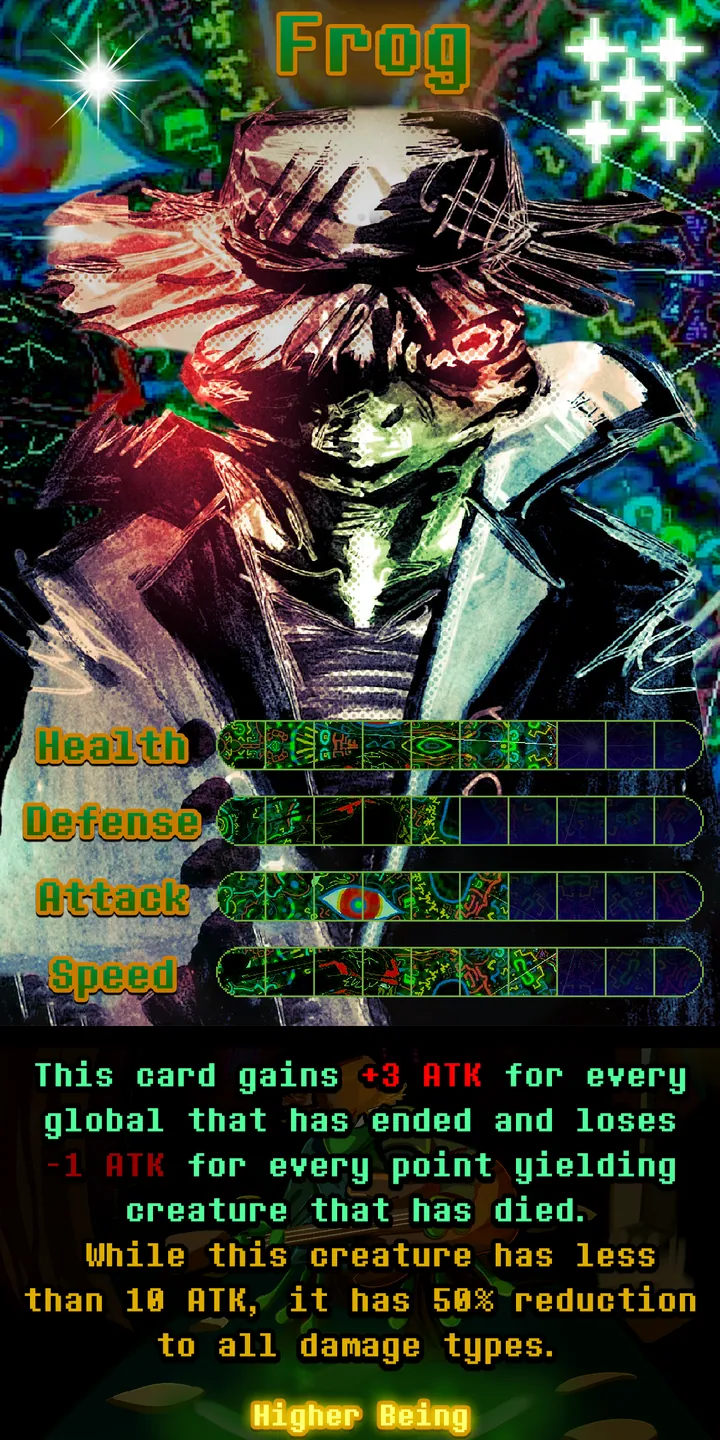 Frog
Health
Defense
Attack
Speed
This card gains +3 ATK for every
global that has ended and loses
-1 ATK for every point yielding
creature that has died.
While this creature has less
than 10 ATK, it has 50% reduction
to all damage types.
Higher Being